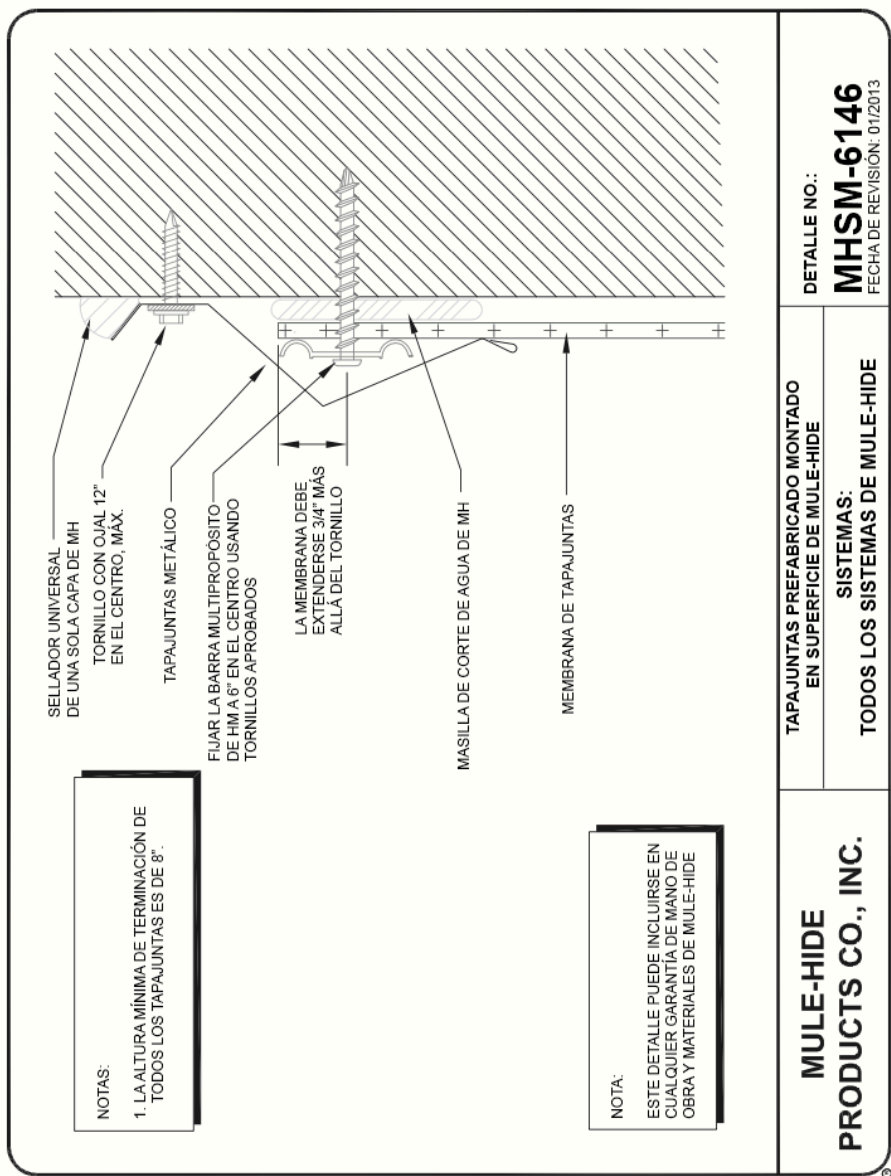 NOTAS:
1. LA ALTURA MÍNIMA DE TERMINACIÓN DE
TODOS LOS TAPAJUNTAS ES DE 8".
SELLADOR UNIVERSAL
DE UNA SOLA CAPA DE MH
TORNILLO CON OJAL 12"
EN EL CENTRO, MÁX.
TAPAJUNTAS METÁLICO
FIJAR LA BARRA MULTIPROPÓSITO
DE HM A 6" EN EL CENTRO USANDO
TORNILLOS APROBADOS
LA MEMBRANA DEBE
EXTENDERSE 3/4" MÁS
ALLÁ DEL TORNILLO
MASILLA DE CORTE DE AGUA DE MH
MEMBRANA DE TAPAJUNTAS
NOTA:
ESTE DETALLE PUEDE INCLUIRSE EN
CUALQUIER GARANTÍA DE MANO DE
OBRA Y MATERIALES DE MULE-HIDE
MULE-HIDE
PRODUCTS CO., INC.
TAPAJUNTAS PREFABRICADO MONTADO
EN SUPERFICIE DE MULE-HIDE
SISTEMAS:
TODOS LOS SISTEMAS DE MULE-HIDE
DETALLE NO.:
MHSM-6146
FECHA DE REVISIÓN: 01/2013